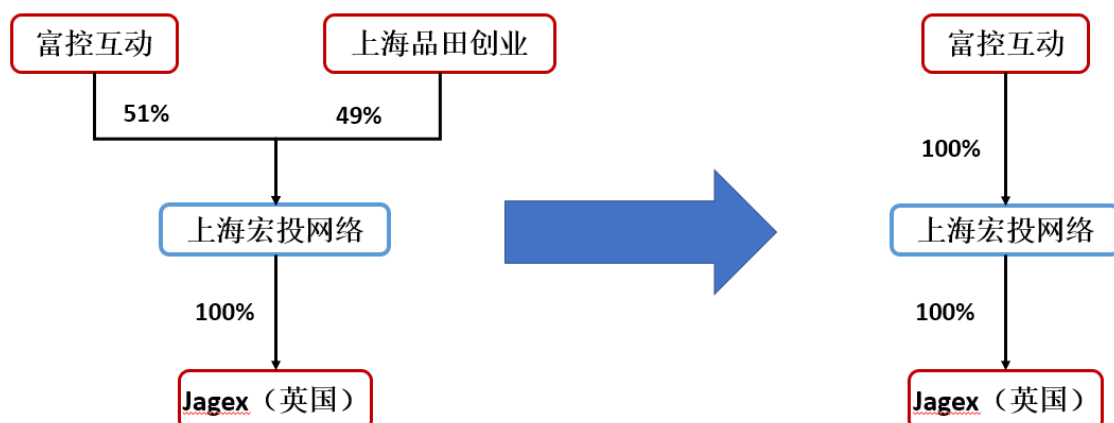 富控互动
上海品田创业
富控互动
51%
49%
100%
上海宏投网络
上海宏投网络
100%
100%
Jagex（英国）
Jagex（英国）